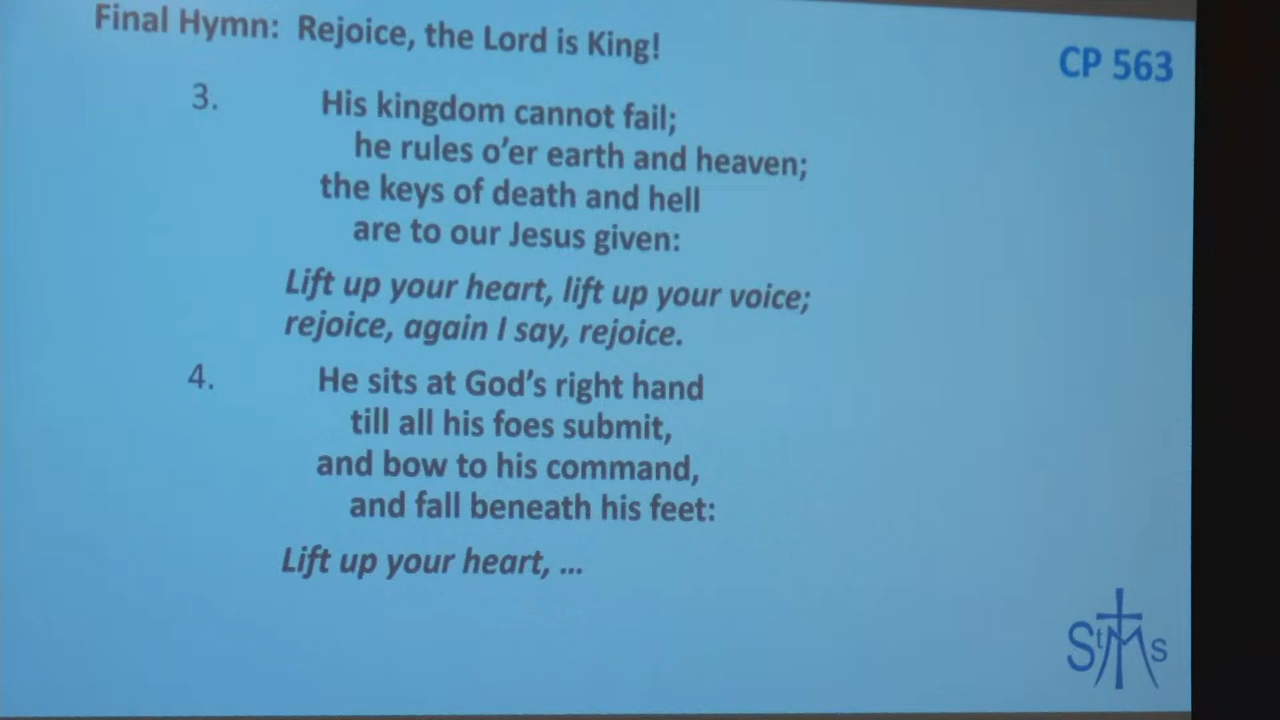 Final Hymn: Rejoice, the Lord is King!
CP 563
3. His kingdom cannot fail;
he rules o’er earth and heaven;
the keys of death and hell
are to our Jesus given:
Lift up your heart, lift up your voice;
rejoice, again I say, rejoice.
4. He sits at God’s right hand
till all his foes submit,
and bow to his command,
and fall beneath his feet:
Lift up your heart, ...
St Ms